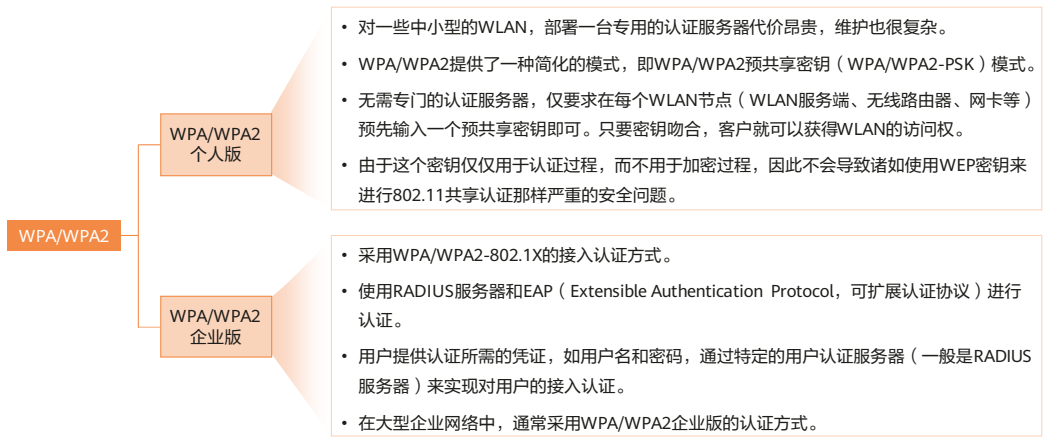 WPA/WPA2
WPA/WPA2
个人版
• 对一些中小型的WLAN，部署一台专用的认证服务器代价昂贵，维护也很复杂。
• WPA/WPA2提供了一种简化的模式，即WPA/WPA2预共享密钥（WPA/WPA2-PSK）模式。
• 无需专门的认证服务器，仅要求在每个WLAN节点（WLAN服务端、无线路由器、网卡等）
预先输入一个预共享密钥即可。只要密钥吻合，客户就可以获得WLAN的访问权。
• 由于这个密钥仅仅用于认证过程，而不用于加密过程，因此不会导致诸如使用WEP密钥来
进行802.11共享认证那样严重的安全问题。
WPA/WPA2
企业版
• 采用WPA/WPA2-802.1X的接入认证方式。
• 使用RADIUS服务器和EAP（Extensible Authentication Protocol，可扩展认证协议）进行
认证。
• 用户提供认证所需的凭证，如用户名和密码，通过特定的用户认证服务器（一般是RADIUS
服务器）来实现对用户的接入认证。
• 在大型企业网络中，通常采用WPA/WPA2企业版的认证方式。